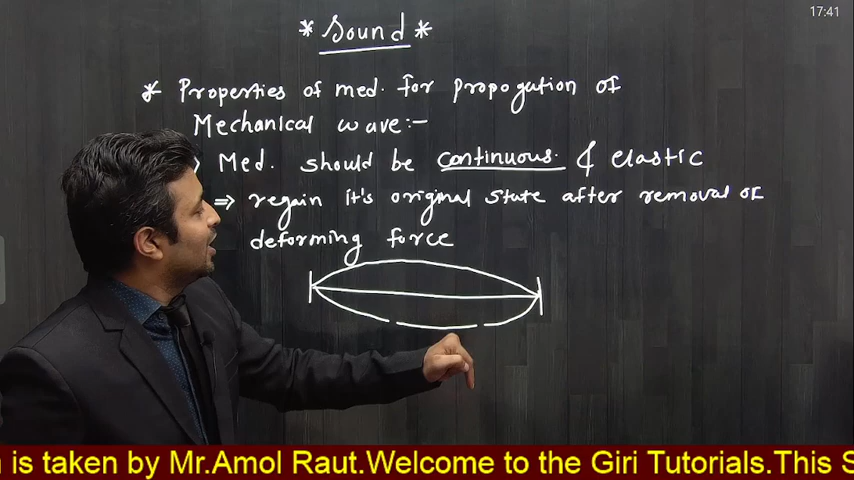 17:41
* Sound *
* Properties of med. for propogution of
Mechanical wave:-
Med. should be continuous. & elastic
⇒ regain it's original state after removal of
deforming force
is taken by Mr.Amol Raut.Welcome to the Giri Tutorials.This S